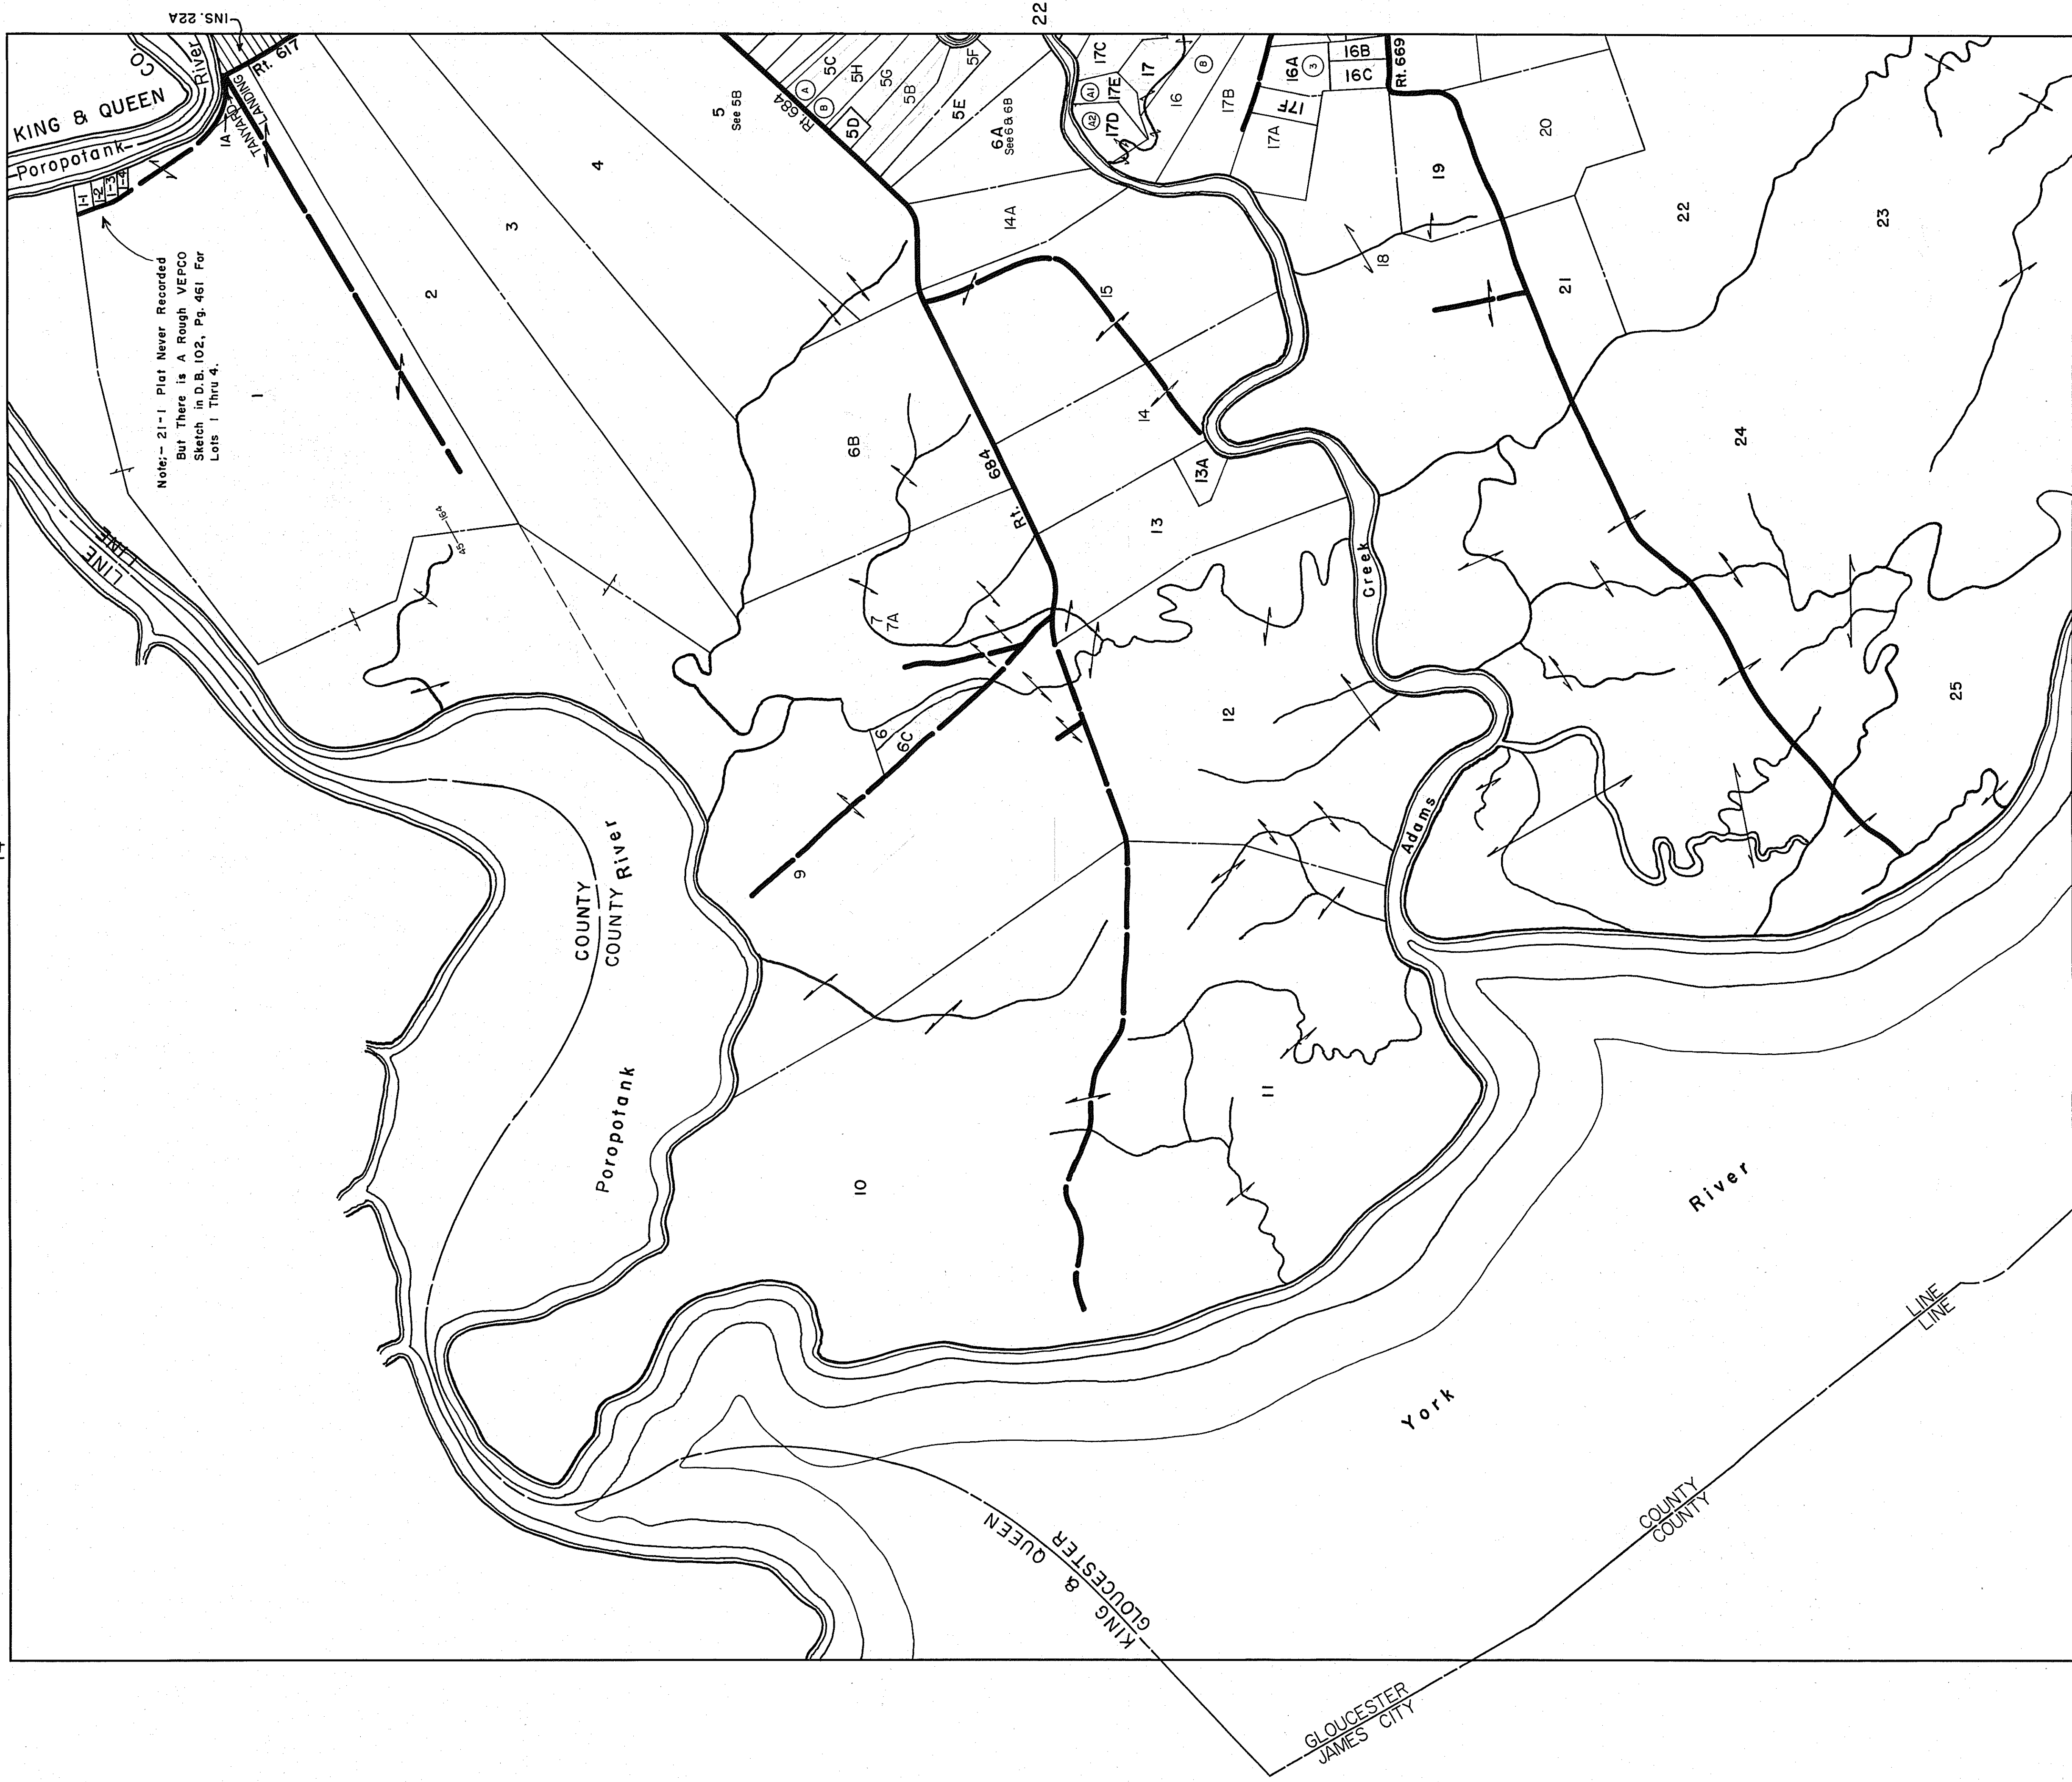 INS. 22A
22
KING & QUEEN
CO.
River
Poropotank
Rt. 617
TANYARD
LANDING
1A
1-1
1-2
1-3
1-4
Note;- 21-1 Plat Never Recorded
But There is A Rough VEPCO
Sketch in D.B. 102, Pg. 461 For
Lots 1 Thru 4.
1
2
3
4
5
See 5B
Rt. 684
A
B
5C
5H
5G
5B
5F
5D
5E
6A
See 6 & 6B
14A
17C
A1
17E
17
A2
17D
16
8
17B
16A
3
16B
16C
17F
17A
Rt. 669
19
20
18
21
22
23
24
15
14
13A
13
6B
Rt. 684
7
7A
6
6C
9
12
Creek
Adams
25
45
164
LINE
LINE
COUNTY
COUNTY
River
Poropotank
10
11
York
River
KING & QUEEN
GLOUCESTER
GLOUCESTER
JAMES CITY
COUNTY
COUNTY
LINE
LINE